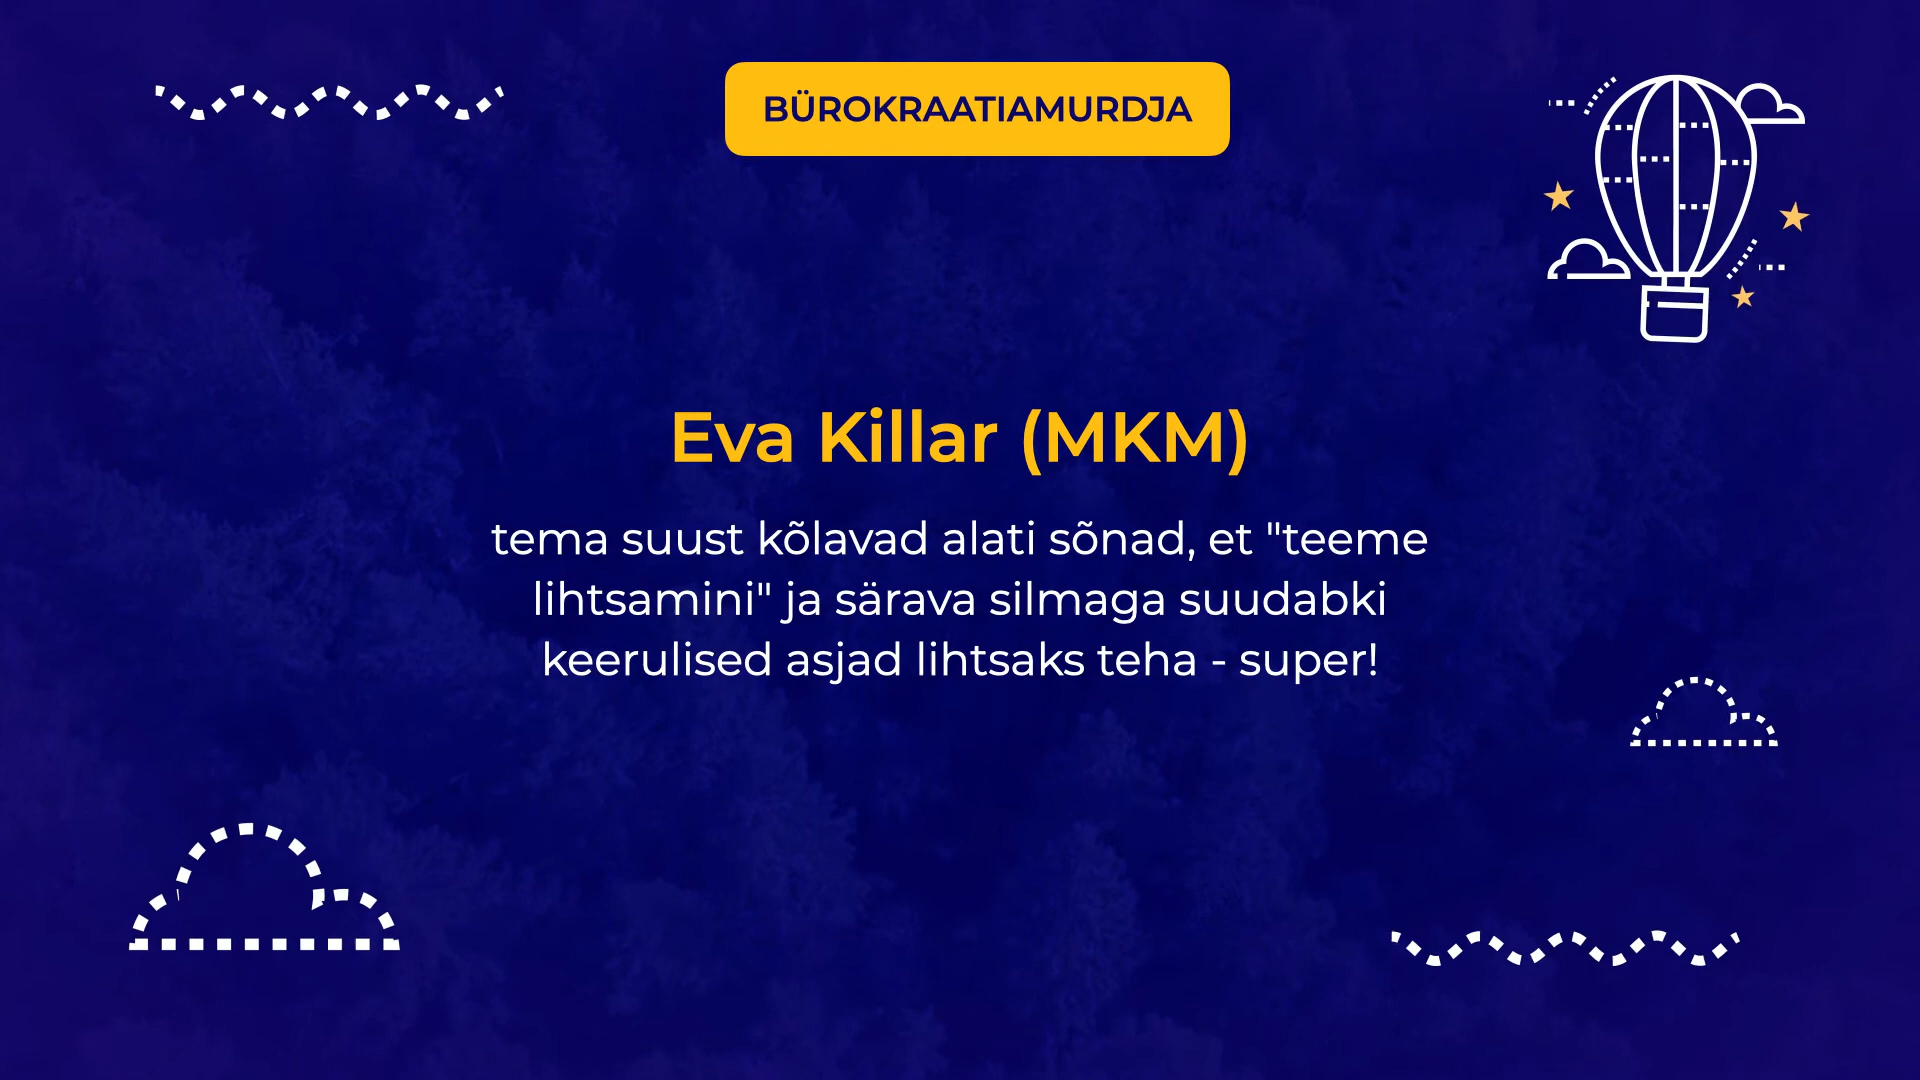 BÜROKRAATIAMURDJA
Eva Killar (MKM)
tema suust kõlavad alati sõnad, et "teeme
lihtsamini" ja särava silmaga suudabki
keerulised asjad lihtsaks teha - super!